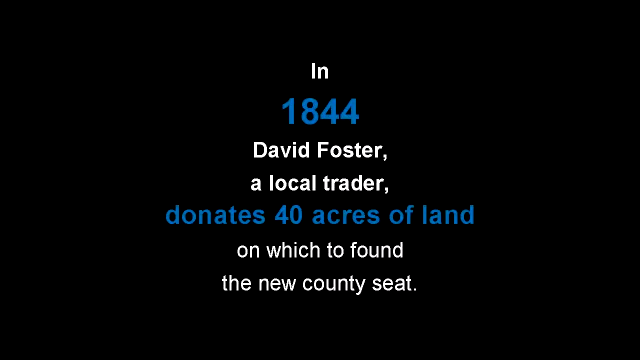 In
1844
David Foster,
a local trader,
donates 40 acres of land
on which to found
the new county seat.